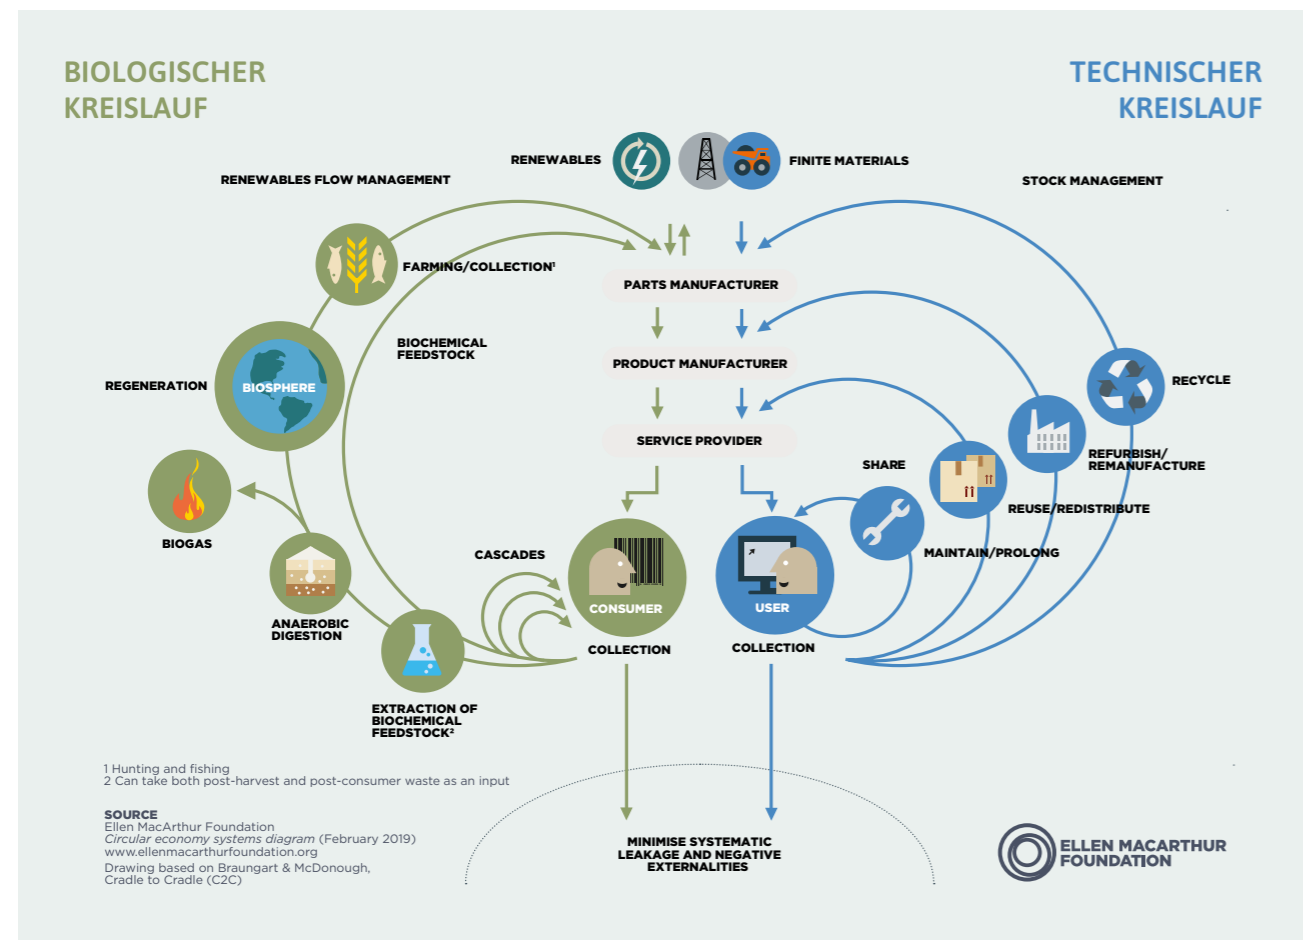 BIOLOGISCHER
KREISLAUF
TECHNISCHER
KREISLAUF
RENEWABLES
FINITE MATERIALS
RENEWABLES FLOW MANAGEMENT
STOCK MANAGEMENT
FARMING/COLLECTION¹
PARTS MANUFACTURER
BIOCHEMICAL
FEEDSTOCK
PRODUCT MANUFACTURER
REGENERATION
BIOSPHERE
RECYCLE
SERVICE PROVIDER
SHARE
REFURBISH/
REMANUFACTURE
REUSE/REDISTRIBUTE
BIOGAS
CASCADES
MAINTAIN/PROLONG
CONSUMER
USER
ANAEROBIC
DIGESTION
COLLECTION
COLLECTION
EXTRACTION OF
BIOCHEMICAL
FEEDSTOCK²
1 Hunting and fishing
2 Can take both post-harvest and post-consumer waste as an input
SOURCE
Ellen MacArthur Foundation
Circular economy systems diagram (February 2019)
www.ellenmacarthurfoundation.org
Drawing based on Braungart & McDonough,
Cradle to Cradle (C2C)
MINIMISE SYSTEMATIC
LEAKAGE AND NEGATIVE
EXTERNALITIES
ELLEN MACARTHUR
FOUNDATION